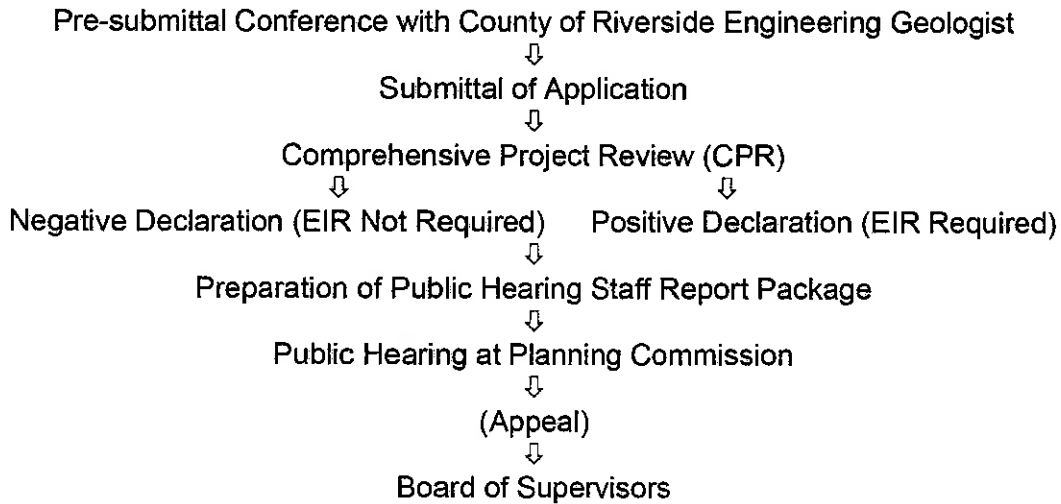 Pre-submittal Conference with County of Riverside Engineering Geologist
Submittal of Application
Comprehensive Project Review (CPR)
Negative Declaration (EIR Not Required) Positive Declaration (EIR Required)
Preparation of Public Hearing Staff Report Package
Public Hearing at Planning Commission
(Appeal)
Board of Supervisors